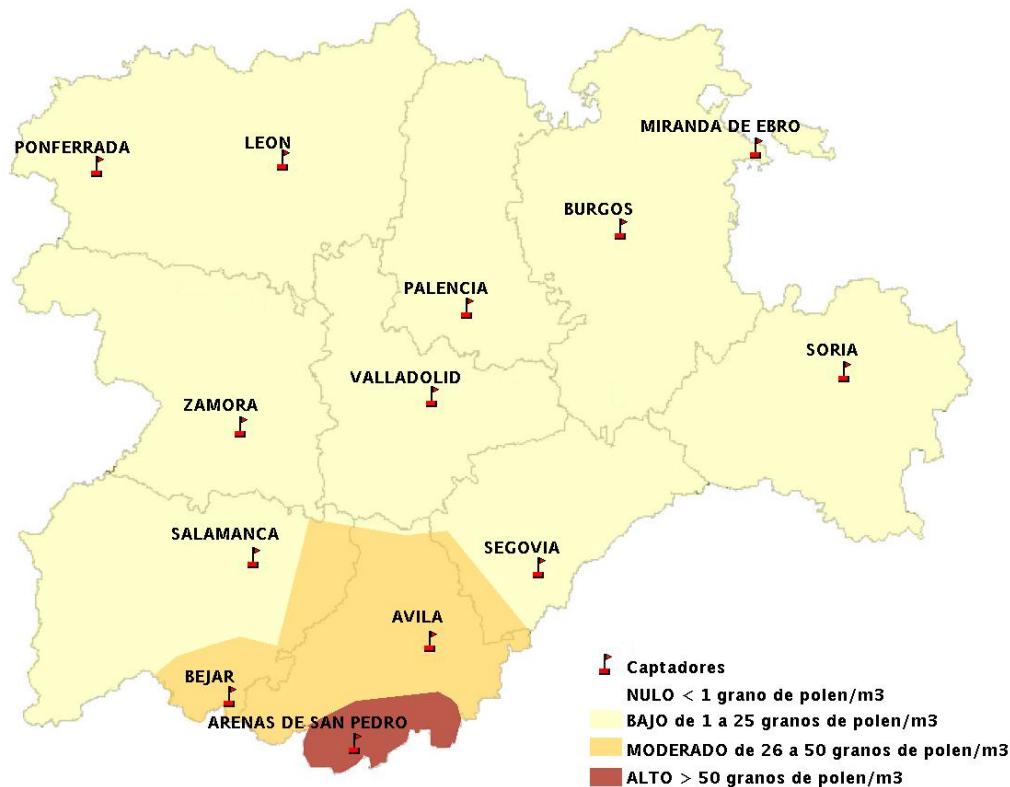 MIRANDA DE EBRO
PONFERRADA
LEON
BURGOS
PALENCIA
SORIA
VALLADOLID
ZAMORA
SALAMANCA
SEGOVIA
AVILA
BEJAR
ARENAS DE SAN PEDRO
Captadores
NULO < 1 grano de polen/m3
BAJO de 1 a 25 granos de polen/m3
MODERADO de 26 a 50 granos de polen/m3
ALTO > 50 granos de polen/m3